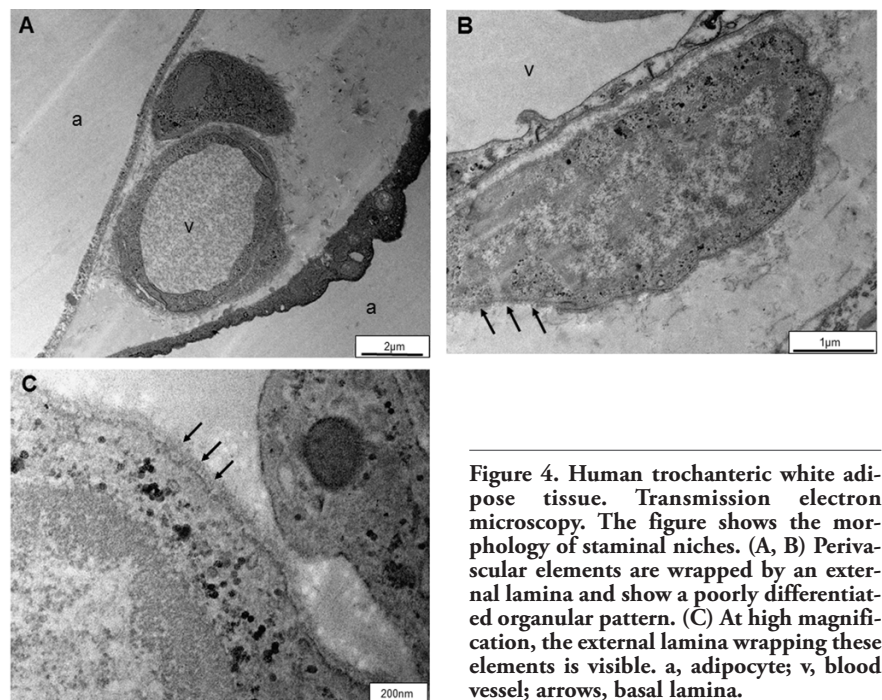 A
a
v
a
2µm
B
v
1µm
C
200nm
Figure 4. Human trochanteric white adi-
pose tissue. Transmission electron
microscopy. The figure shows the mor-
phology of staminal niches. (A, B) Periva-
scular elements are wrapped by an exter-
nal lamina and show a poorly differentiat-
ed organular pattern. (C) At high magnifi-
cation, the external lamina wrapping these
elements is visible. a, adipocyte; v, blood
vessel; arrows, basal lamina.